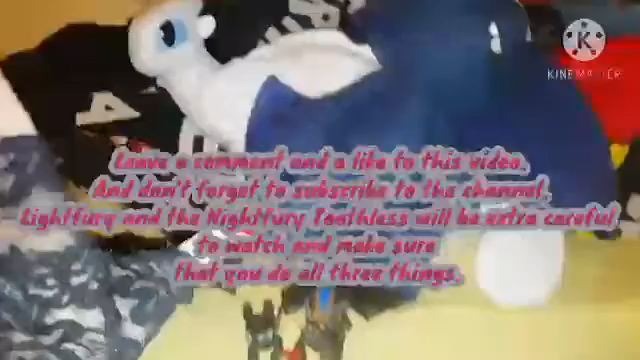 KINEMASTER
Leave a comment and a like to this video.
And don't forget to subscribe to the channel.
Lightfury and the Nightfury Toothless will be extra careful
to watch and make sure
that you do all three things.